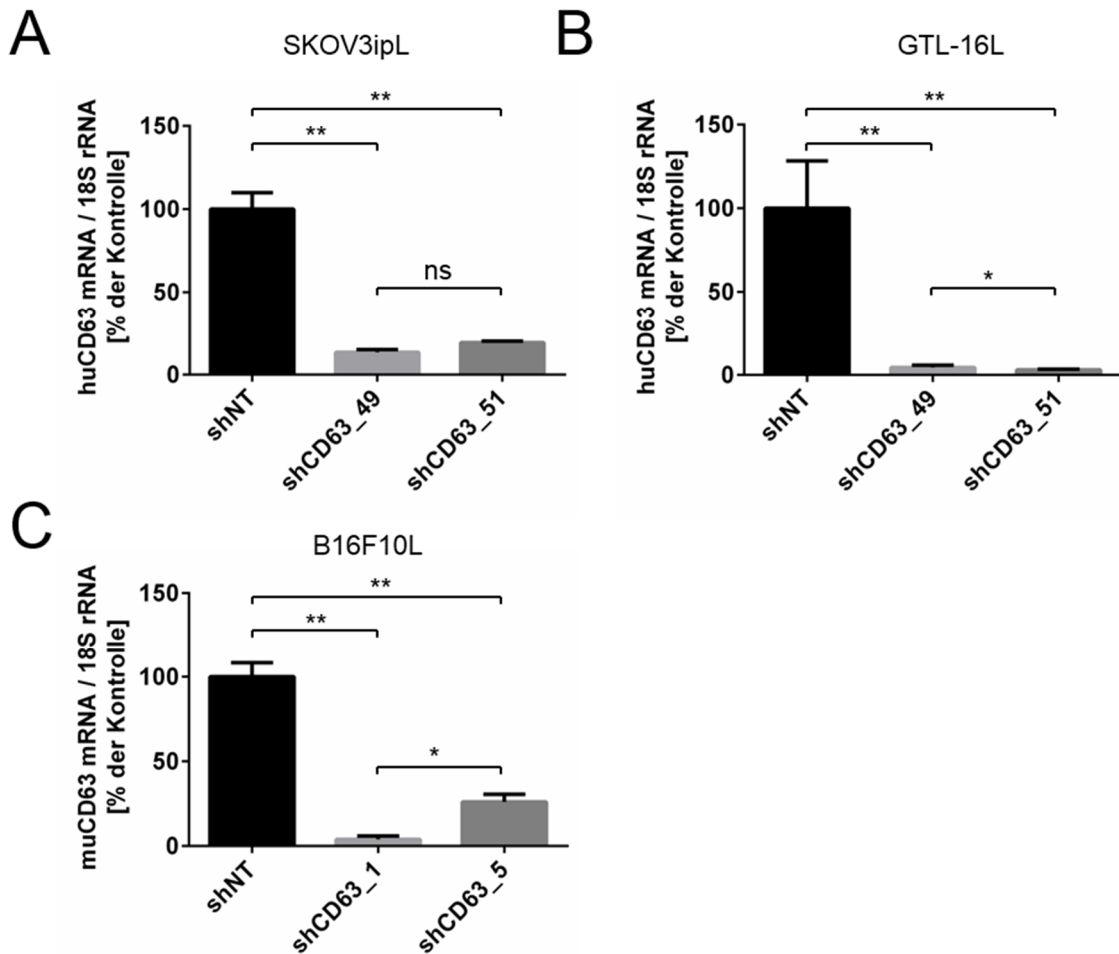 A
SKOV3ipL
huCD63 mRNA / 18S rRNA
[% der Kontrolle]
150
100
50
0
**
**
ns
shNT
shCD63_49
shCD63_51
B
GTL-16L
huCD63 mRNA / 18S rRNA
[% der Kontrolle]
150
100
50
0
**
**
*
shNT
shCD63_49
shCD63_51
C
B16F10L
muCD63 mRNA / 18S rRNA
[% der Kontrolle]
150
100
50
0
**
**
*
shNT
shCD63_1
shCD63_5